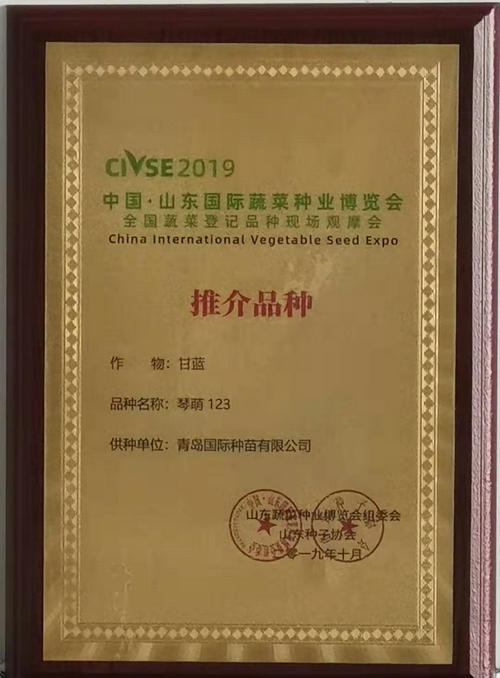 CIVSE2019
中国·山东国际蔬菜种业博览会
全国蔬菜登记品种现场观摩会
China International Vegetable Seed Expo
推介品种
作 物：甘蓝
品种名称：琴萌 123
供种单位：青岛国际种苗有限公司
山东蔬菜种业博览会组委会
山东种子协会
二零一九年十月